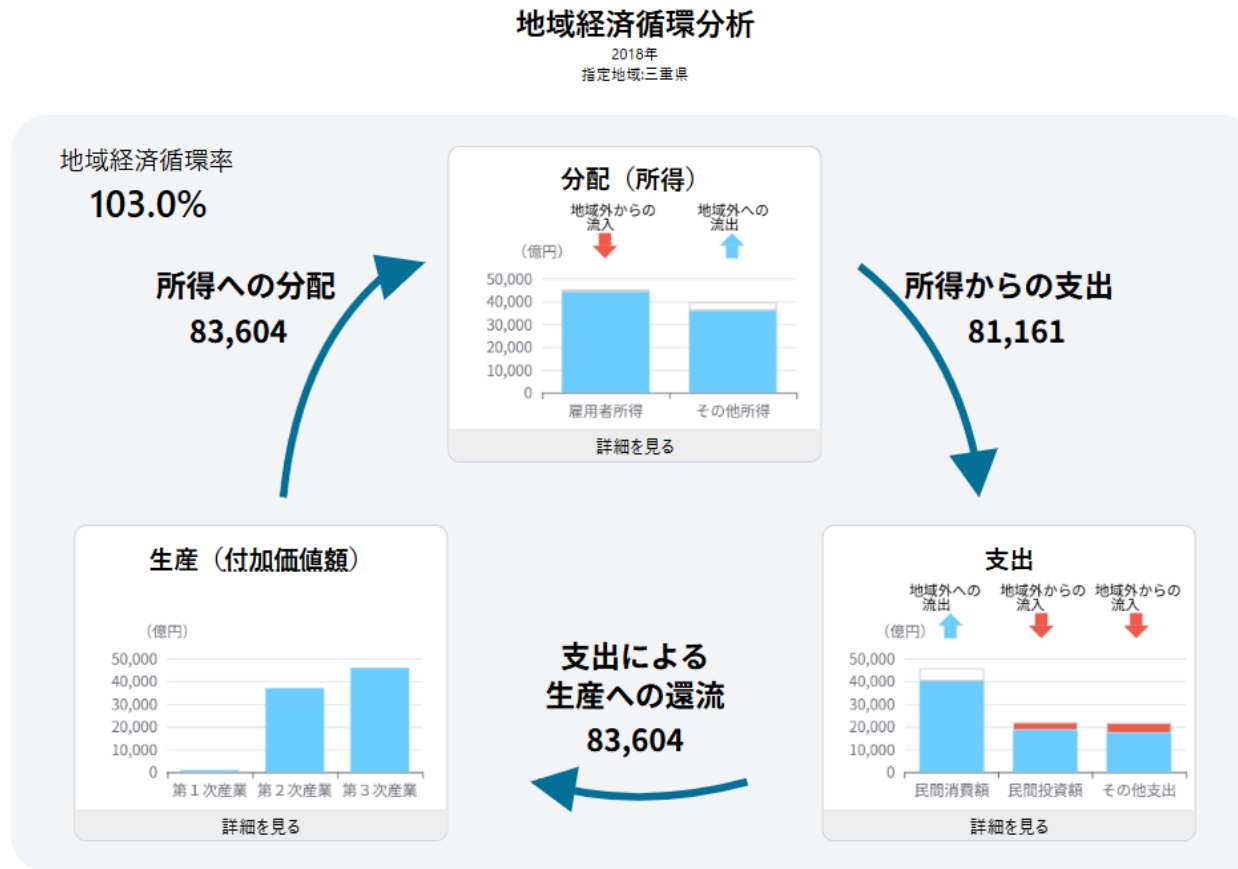 地域経済循環分析
2018年
指定地域:三重県
地域経済循環率
103.0%
所得への分配
83,604
分配（所得）
地域外からの
流入
地域外への
流出
（億円）
50,000
40,000
30,000
20,000
10,000
0
雇用者所得
その他所得
詳細を見る
所得からの支出
81,161
生産（付加価値額）
（億円）
50,000
40,000
30,000
20,000
10,000
0
第１次産業
第２次産業
第３次産業
詳細を見る
支出による
生産への還流
83,604
支出
地域外への
流出
地域外からの
流入
地域外からの
流入
（億円）
50,000
40,000
30,000
20,000
10,000
0
民間消費額
民間投資額
その他支出
詳細を見る